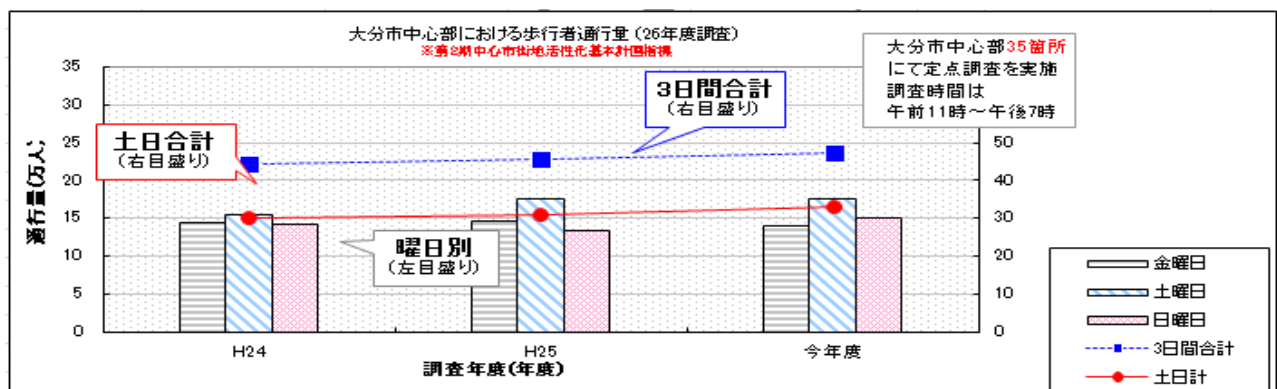 大分市中心部における歩行者通行量(26年度調査)
※第2期中心市街地活性化基本計画指標
大分市中心部35箇所
にて定点調査を実施
調査時間は
午前11時～午後7時
3日間合計
(右目盛り)
土日合計
(右目盛り)
曜日別
(左目盛り)
通行量(万人)
35
30
25
20
15
10
5
0
50
40
30
20
10
0
H24
H25
今年度
調査年度(年度)
金曜日
土曜日
日曜日
3日間合計
土日計